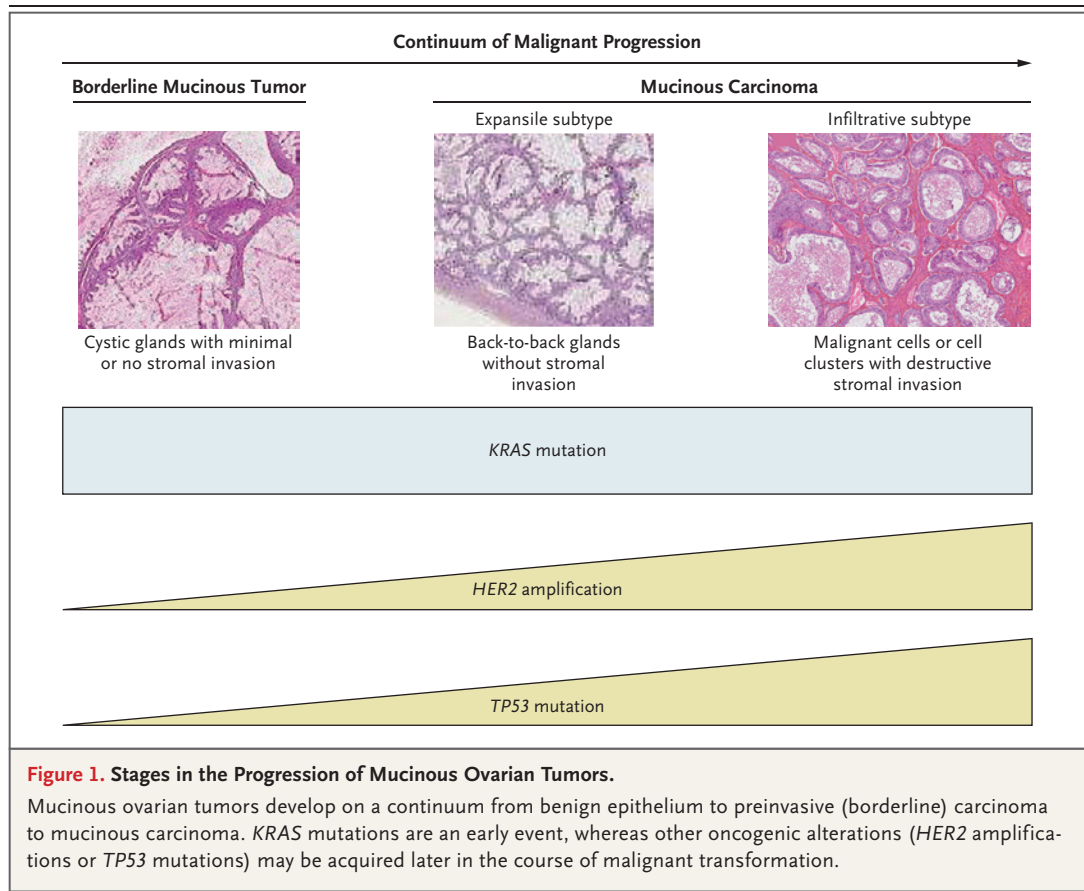 Continuum of Malignant Progression
Borderline Mucinous Tumor
Mucinous Carcinoma
Expansile subtype
Infiltrative subtype
Cystic glands with minimal
or no stromal invasion
Back-to-back glands
without stromal
invasion
Malignant cells or cell
clusters with destructive
stromal invasion
KRAS mutation
HER2 amplification
TP53 mutation
Figure 1. Stages in the Progression of Mucinous Ovarian Tumors.
Mucinous ovarian tumors develop on a continuum from benign epithelium to preinvasive (borderline) carcinoma
to mucinous carcinoma. KRAS mutations are an early event, whereas other oncogenic alterations (HER2 amplifica-
tions or TP53 mutations) may be acquired later in the course of malignant transformation.